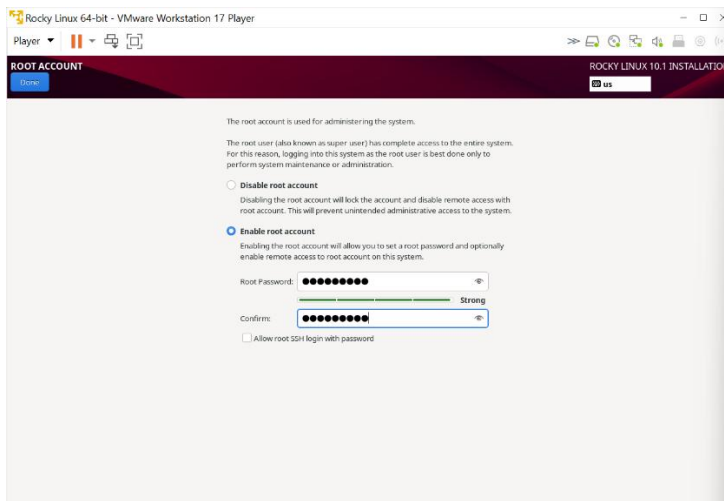 Rocky Linux 64-bit - VMware Workstation 17 Player
Player
ROOT ACCOUNT
ROCKY LINUX 10.1 INSTALLATIO
Done
us
The root account is used for administering the system.
The root user (also known as super user) has complete access to the entire system.
For this reason, logging into this system as the root user is best done only to
perform system maintenance or administration.
Disable root account
Disabling the root account will lock the account and disable remote access with
root account. This will prevent unintended administrative access to the system.
Enable root account
Enabling the root account will allow you to set a root password and optionally
enable remote access to root account on this system.
Root Password: ●●●●●●●●●
Strong
Confirm: ●●●●●●●●●
Allow root SSH login with password